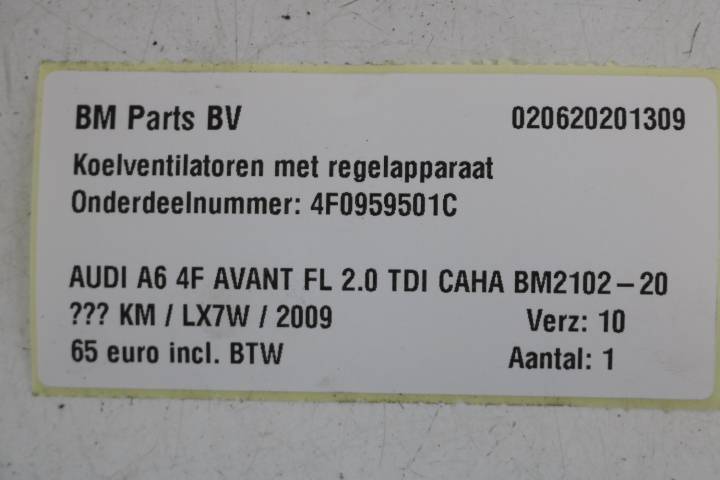 BM Parts BV 020620201309
Koelventilatoren met regelapparaat
Onderdeelnummer: 4F0959501C
AUDI A6 4F AVANT FL 2.0 TDI CAHA BM2102-20
??? KM / LX7W / 2009 Verz: 10
65 euro incl. BTW Aantal: 1